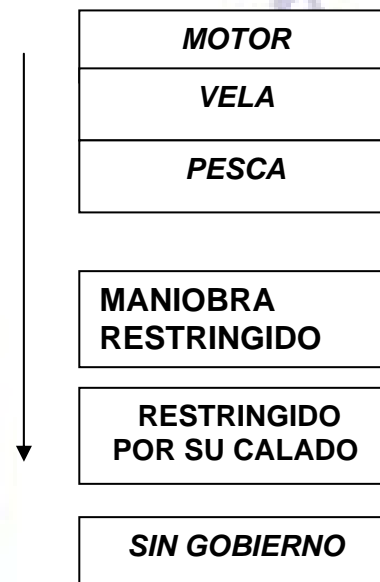 MOTOR
VELA
PESCA
MANIOBRA
RESTRINGIDO
RESTRINGIDO
POR SU CALADO
SIN GOBIERNO